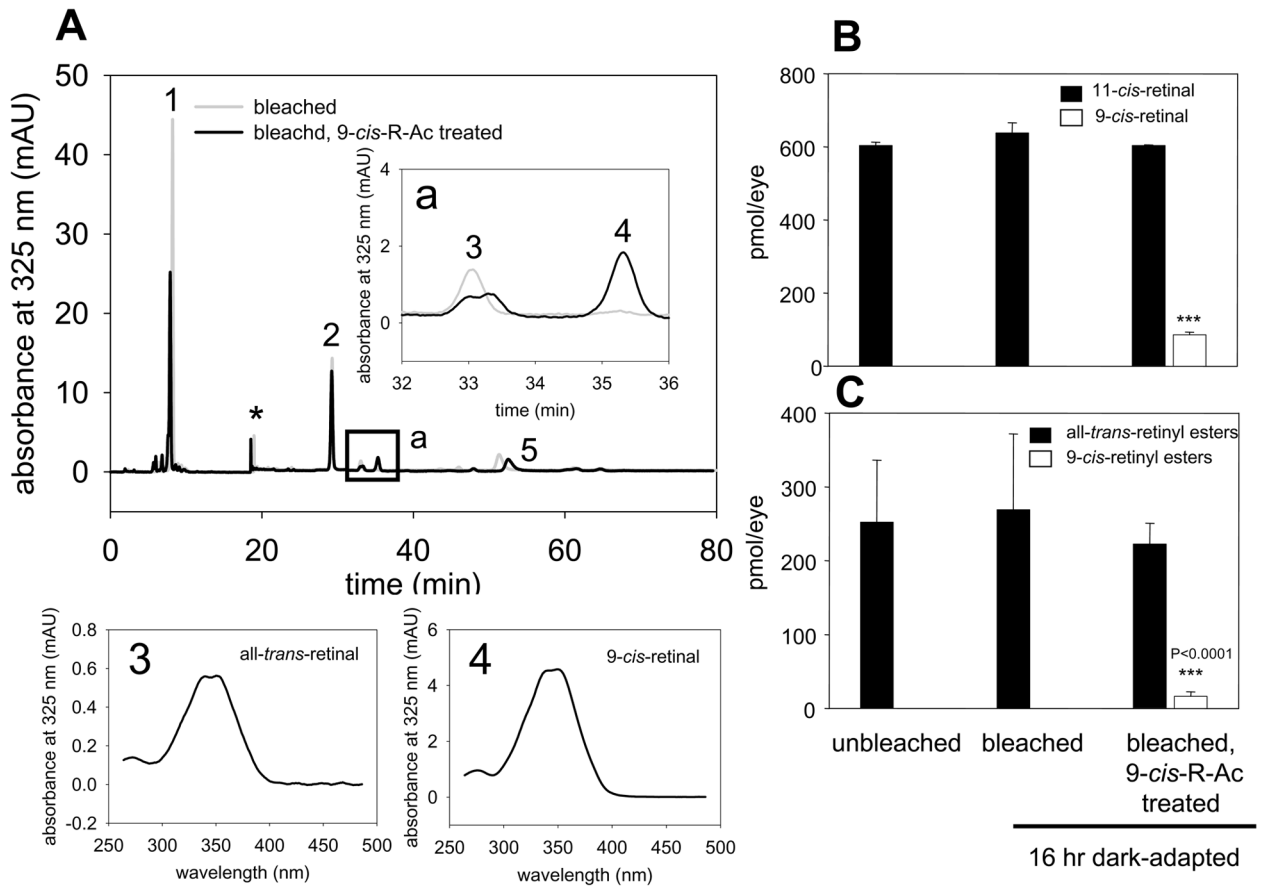 A
absorbance at 325 nm (mAU)
50
40
30
20
10
0
1
bleached
bleachd, 9-cis-R-Ac treated
*
2
a
5
0
20
40
60
80
time (min)
absorbance at 325 nm (mAU)
4
2
0
a
3
4
32
33
34
35
36
time (min)
absorbance at 325 nm (mAU)
0.8
0.6
0.4
0.2
0.0
-0.2
3
all-trans-retinal
250
300
350
400
450
500
wavelength (nm)
absorbance at 325 nm (mAU)
6
4
2
0
4
9-cis-retinal
250
300
350
400
450
500
wavelength (nm)
B
pmol/eye
800
600
400
200
0
11-cis-retinal
9-cis-retinal
***
C
pmol/eye
400
300
200
100
0
all-trans-retinyl esters
9-cis-retinyl esters
P<0.0001
***
unbleached
bleached
bleached,
9-cis-R-Ac
treated
16 hr dark-adapted